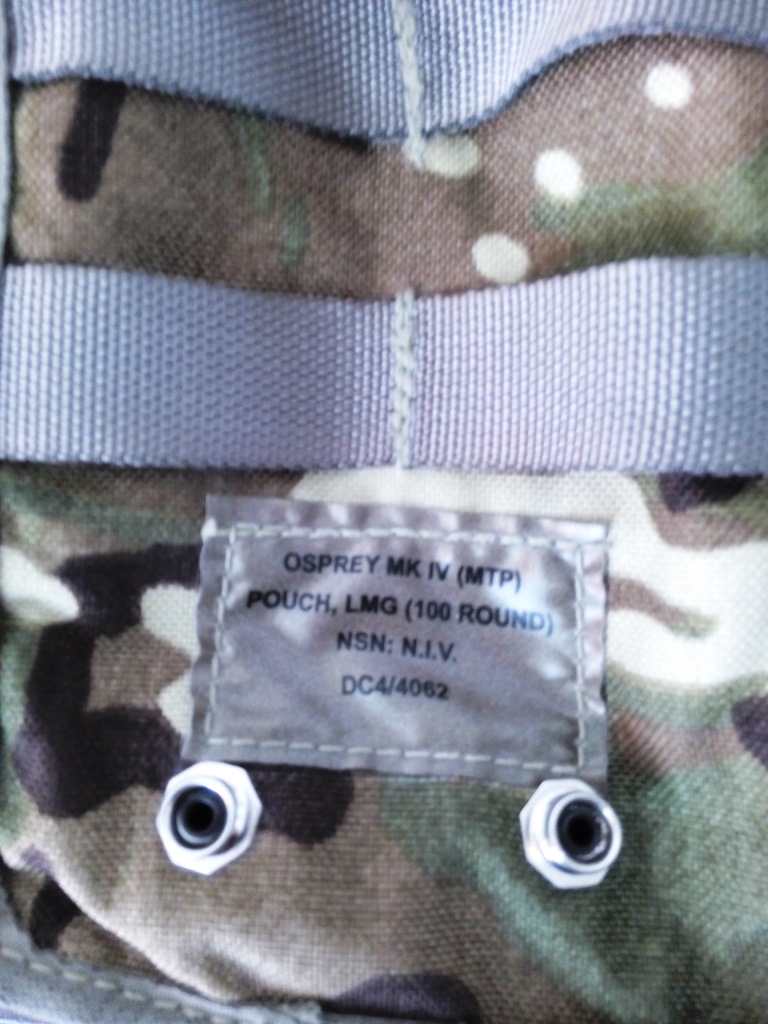 OSPREY MK IV (MTP)
POUCH, LMG (100 ROUND)
NSN: N.I.V.
DC4/4062